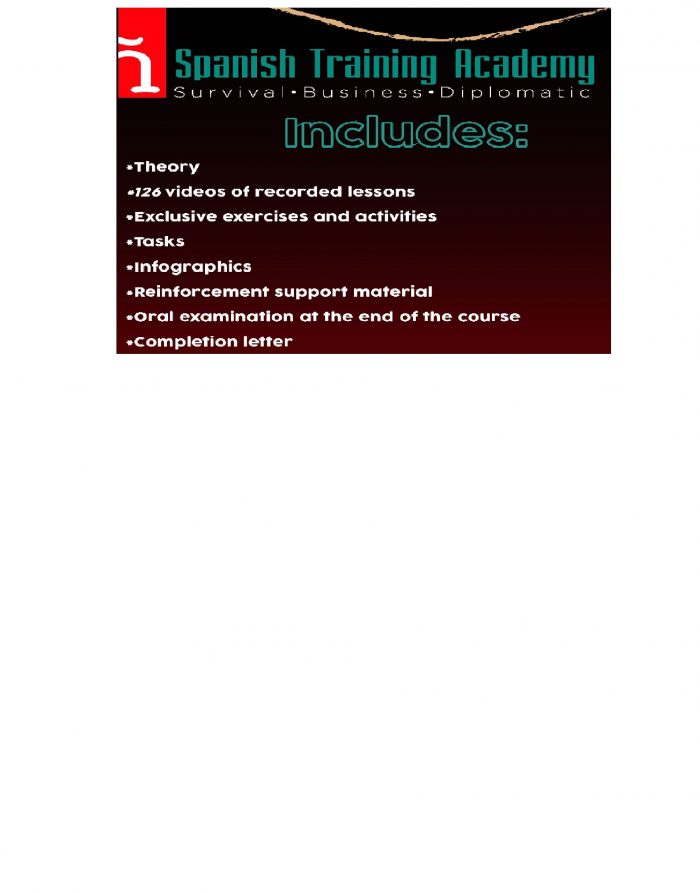 Spanish Training Academy
Survival•Business•Diplomatic
Includes:
*Theory
*126 videos of recorded lessons
*Exclusive exercises and activities
*Tasks
*Infographics
*Reinforcement support material
*Oral examination at the end of the course
*Completion letter